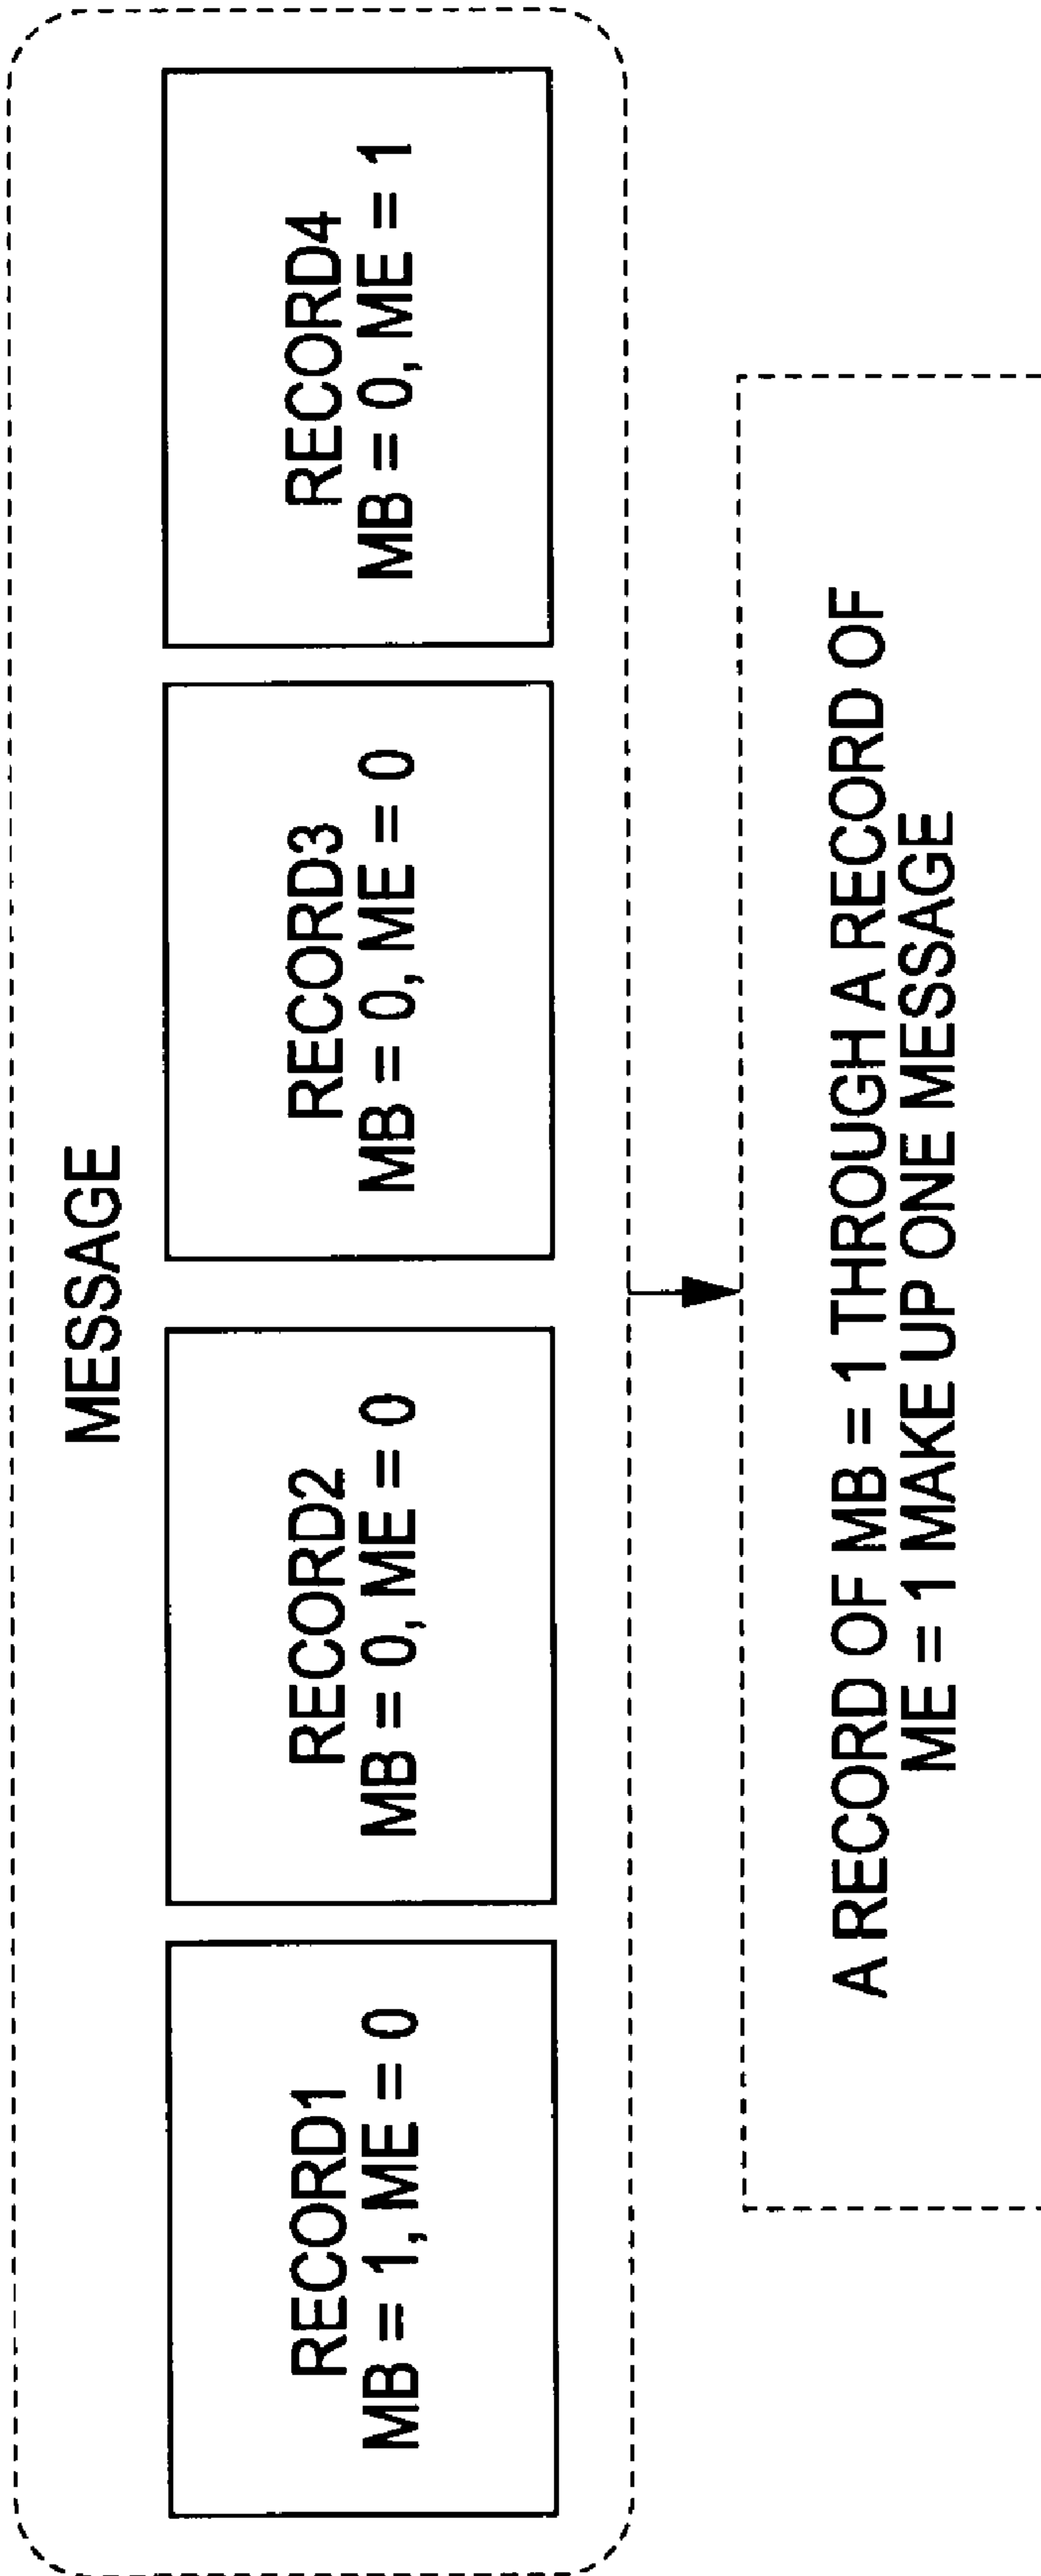 MESSAGE
RECORD1
MB = 1, ME = 0
RECORD2
MB = 0, ME = 0
RECORD3
MB = 0, ME = 0
RECORD4
MB = 0, ME = 1
A RECORD OF MB = 1 THROUGH A RECORD OF
ME = 1 MAKE UP ONE MESSAGE